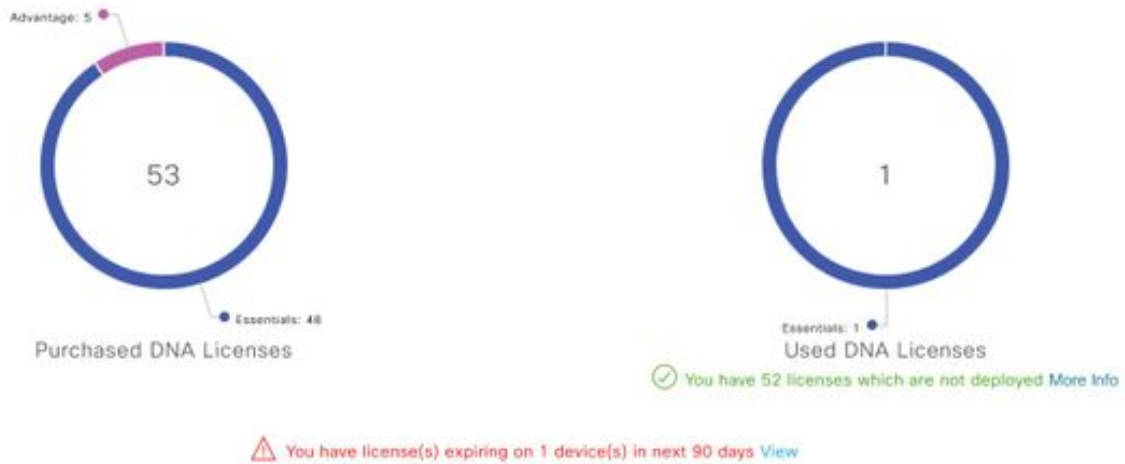 Advantage: 5
53
1
Essentials: 48
Essentials: 1
Purchased DNA Licenses
Used DNA Licenses
You have 52 licenses which are not deployed More Info
You have license(s) expiring on 1 device(s) in next 90 days View